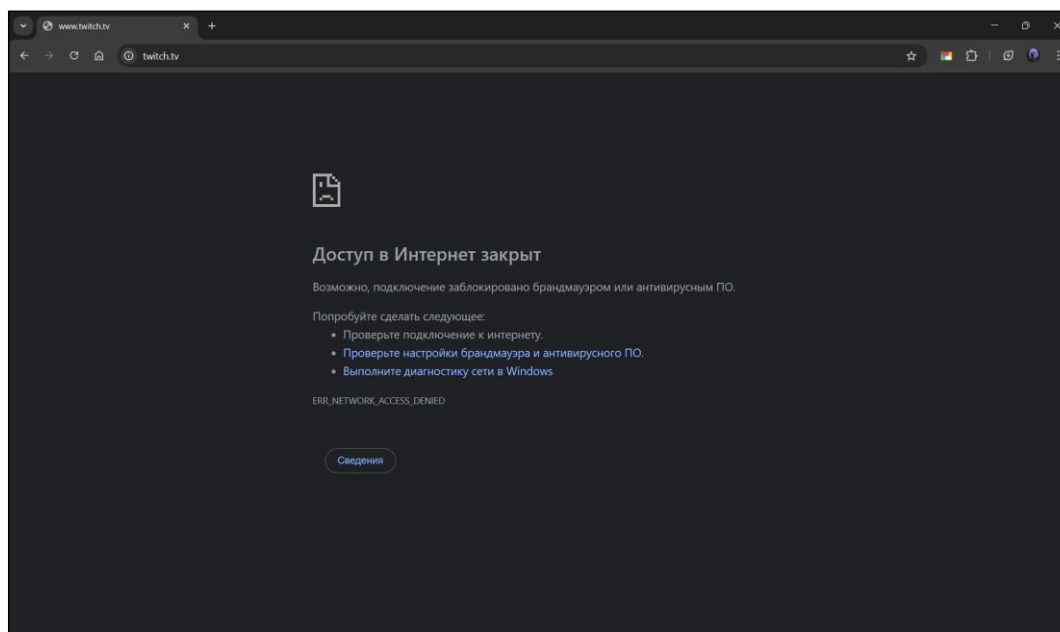 www.twitch.tv
twitch.tv
Доступ в Интернет закрыт
Возможно, подключение заблокировано брандмауэром или антивирусным ПО.
Попробуйте сделать следующее:
• Проверьте подключение к интернету.
• Проверьте настройки брандмауэра и антивирусного ПО.
• Выполните диагностику сети в Windows
ERR_NETWORK_ACCESS_DENIED
Сведения